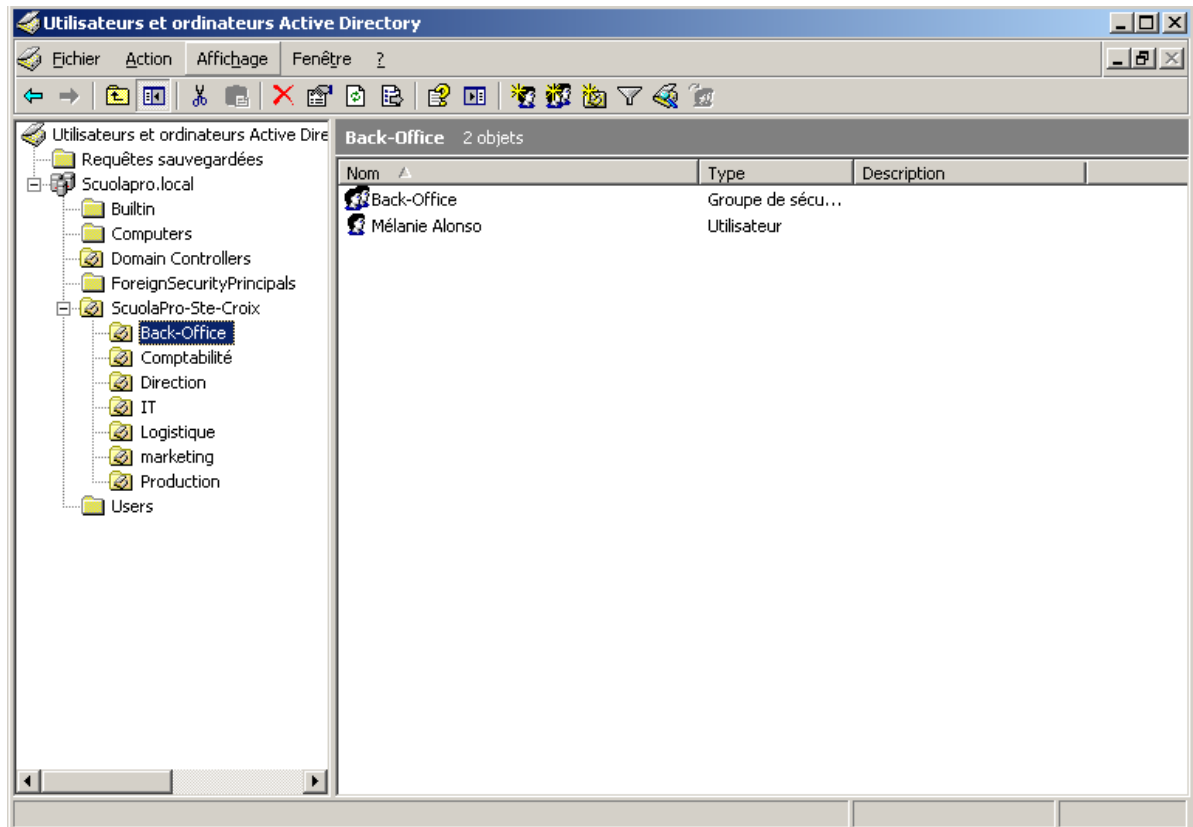 Utilisateurs et ordinateurs Active Directory
Fichier Action Affichage Fenêtre ?
Utilisateurs et ordinateurs Active Dire
Requêtes sauvegardées
Scuolapro.local
Builtin
Computers
Domain Controllers
ForeignSecurityPrincipals
ScuolaPro-Ste-Croix
Back-Office
Comptabilité
Direction
IT
Logistique
marketing
Production
Users
Back-Office 2 objets
Nom Type Description
Back-Office Groupe de sécu...
Mélanie Alonso Utilisateur